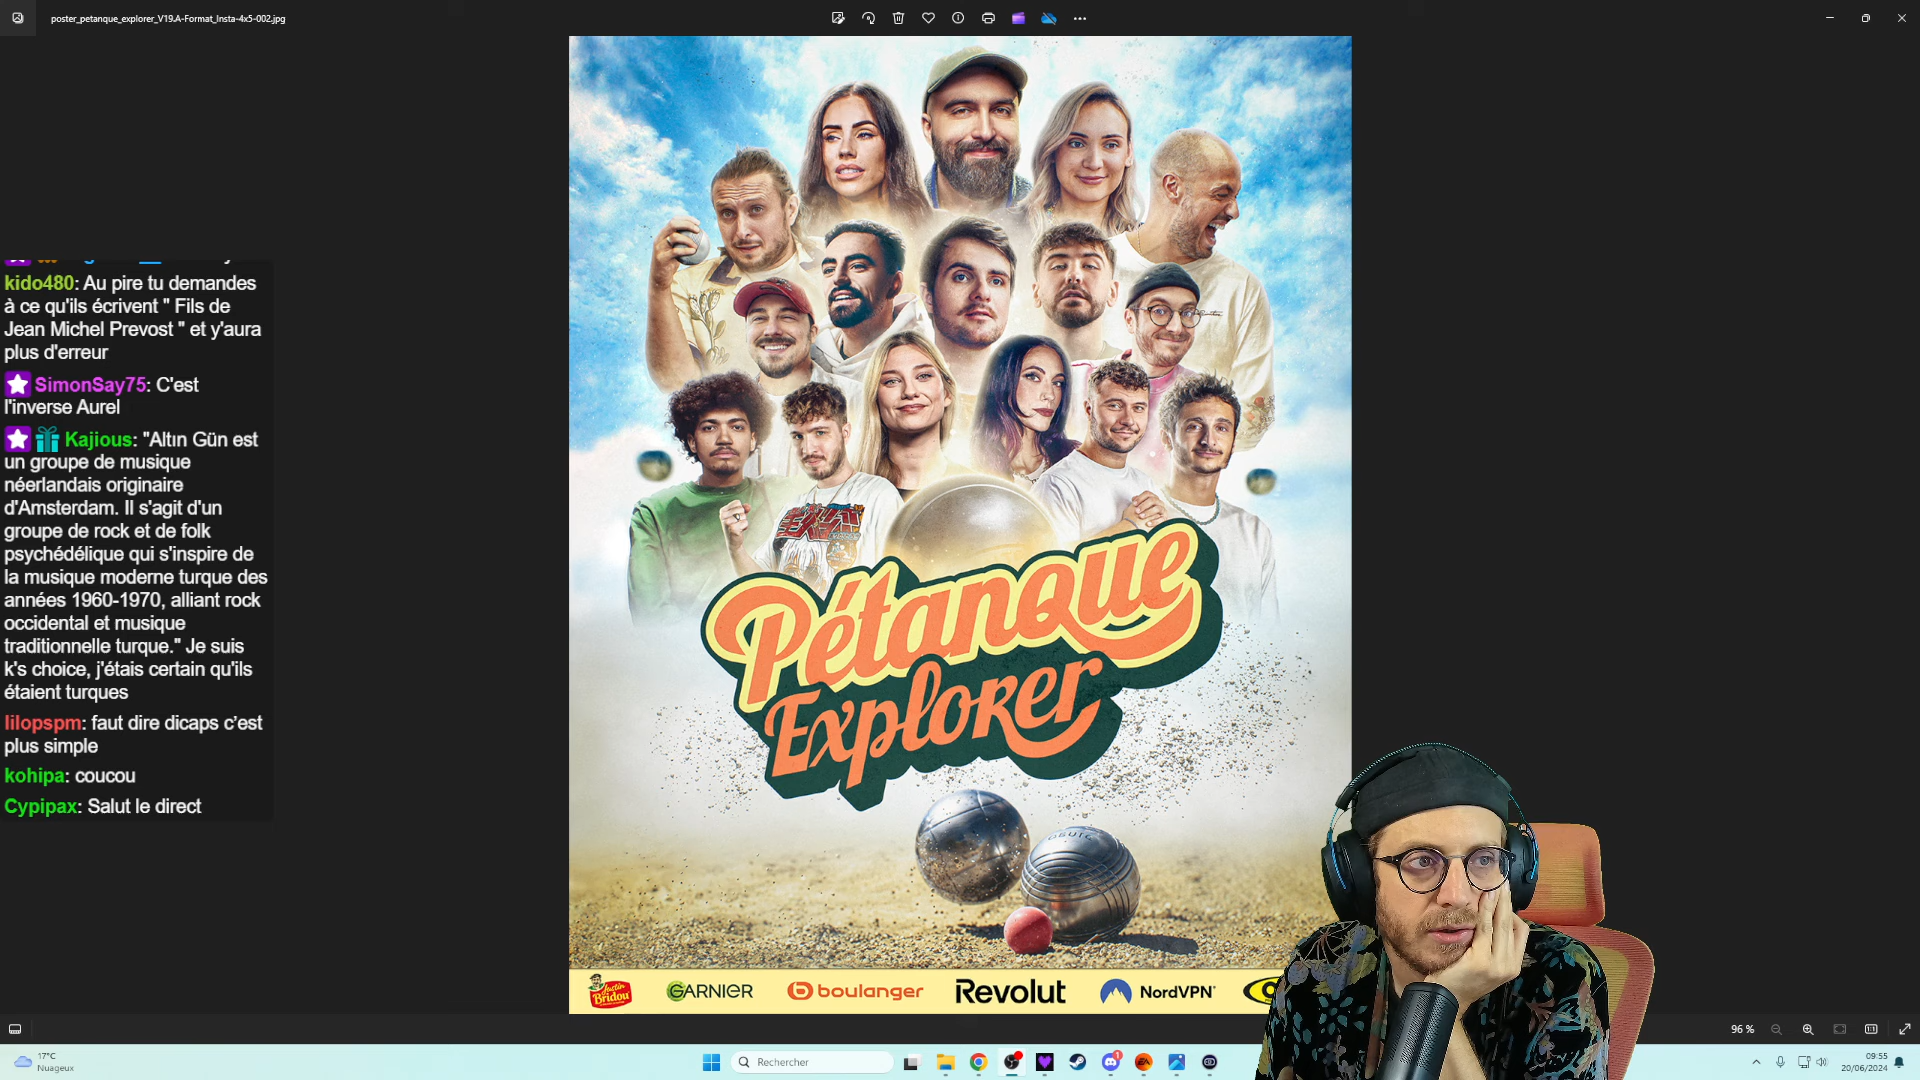 poster_petanque_explorer_V19.A-Format_Insta-4x5-002.jpg
kido480: Au pire tu demandes
à ce qu'ils écrivent " Fils de
Jean Michel Prevost " et y'aura
plus d'erreur
SimonSay75: C'est
l'inverse Aurel
Kajious: "Altın Gün est
un groupe de musique
néerlandais originaire
d'Amsterdam. Il s'agit d'un
groupe de rock et de folk
psychédélique qui s'inspire de
la musique moderne turque des
années 1960-1970, alliant rock
occidental et musique
traditionnelle turque." Je suis
k's choice, j'étais certain qu'ils
étaient turques
lilopspm: faut dire dicaps c'est
plus simple
kohipa: coucou
Cypipax: Salut le direct
Pétanque
Explorer
OBUT
Justin
Bridou
GARNIER
boulanger
Revolut
NordVPN
96 %
17°C
Nuageux
Rechercher
09:55
20/06/2024